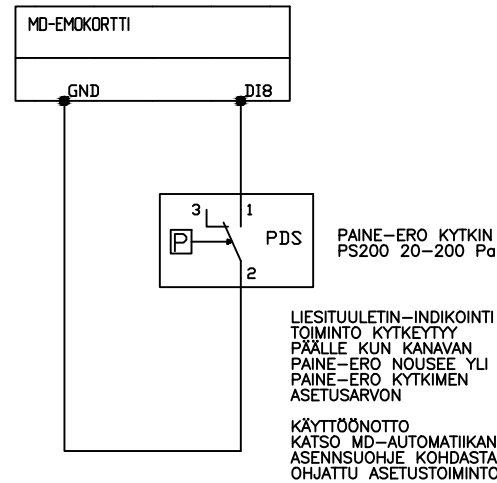 MD-EMOKORTTI
GND
DI8
3
1
P
PDS
2
PAINE-ERO KYTKIN
PS200 20-200 Pa
LIESITUULETIN-INDIKOINTI
TOIMINTO KYTKEYTYY
PÄÄLLE KUN KANAVAN
PAINE-ERO NOUSEE YLI
PAINE-ERO KYTKIMEN
ASETUSARVON
KÄYTTÖÖNOTTO
KATSO MD-AUTOMATIIKAN
ASENNSUOHJE KOHDASTA
OHJATTU ASETUSTOIMINTO